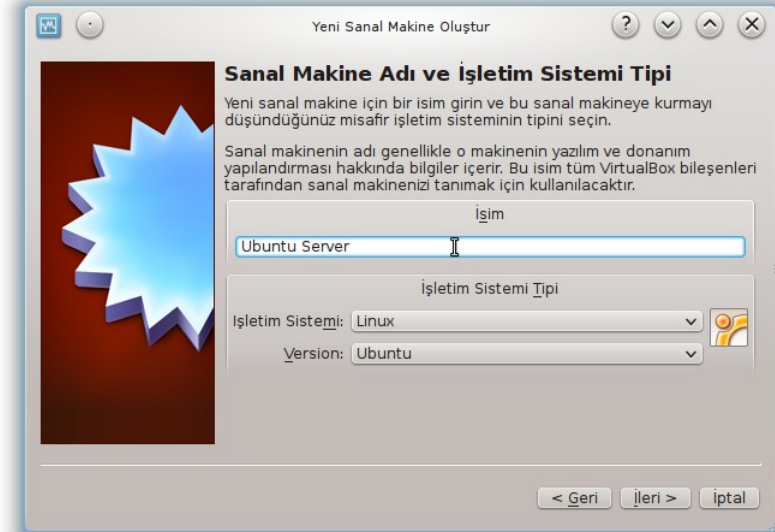 Yeni Sanal Makine Oluştur
Sanal Makine Adı ve İşletim Sistemi Tipi
Yeni sanal makine için bir isim girin ve bu sanal makineye kurmayı
düşündüğünüz misafir işletim sisteminin tipini seçin.
Sanal makinenin adı genellikle o makinenin yazılım ve donanım
yapılandırması hakkında bilgiler içerir. Bu isim tüm VirtualBox bileşenleri
tarafından sanal makinenizi tanımak için kullanılacaktır.
İsim
Ubuntu Server
İşletim Sistemi Tipi
Işletim Sistemi: Linux
Version: Ubuntu
< Geri İleri > İptal